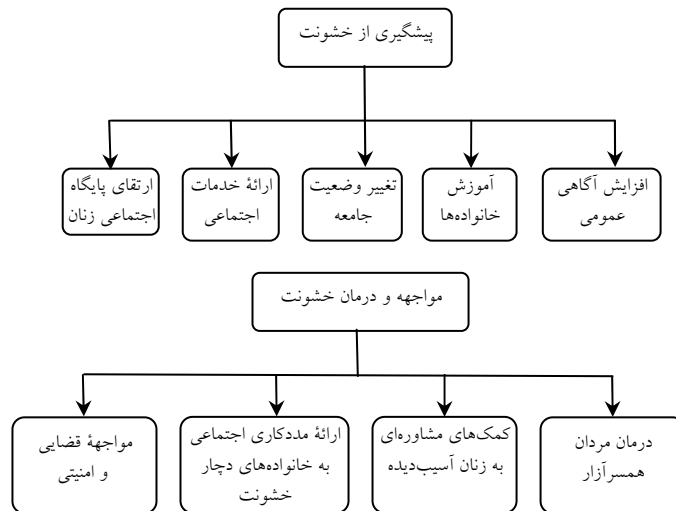 پیشگیری از خشونت
افزایش آگاهی
عمومی
آموزش
خانواده‌ها
تغییر وضعیت
جامعه
ارائهٔ خدمات
اجتماعی
ارتقای پایگاه
اجتماعی زنان
مواجهه و درمان خشونت
درمان مردان
همسرآزار
کمک‌های مشاوره‌ای
به زنان آسیب‌دیده
ارائهٔ مددکاری اجتماعی
به خانواده‌های دچار
خشونت
مواجههٔ قضایی
و امنیتی